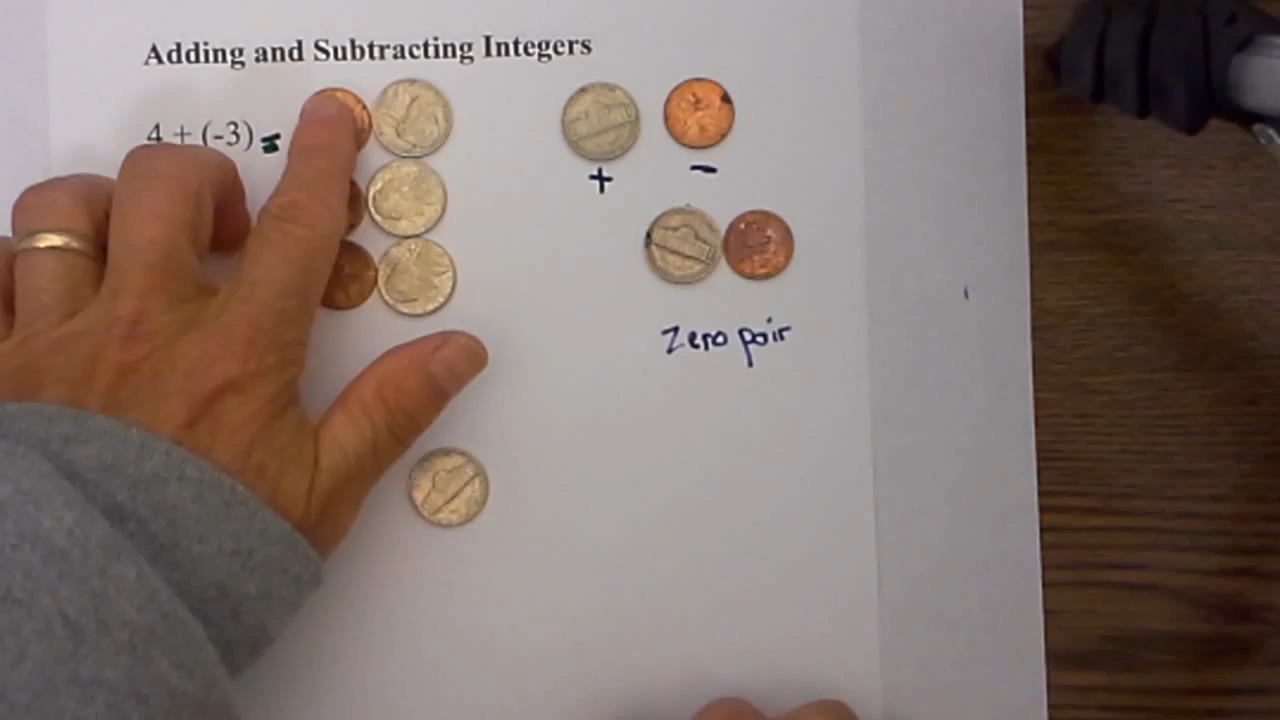 Adding and Subtracting Integers
4 + (-3) =
+ -
Zero pair